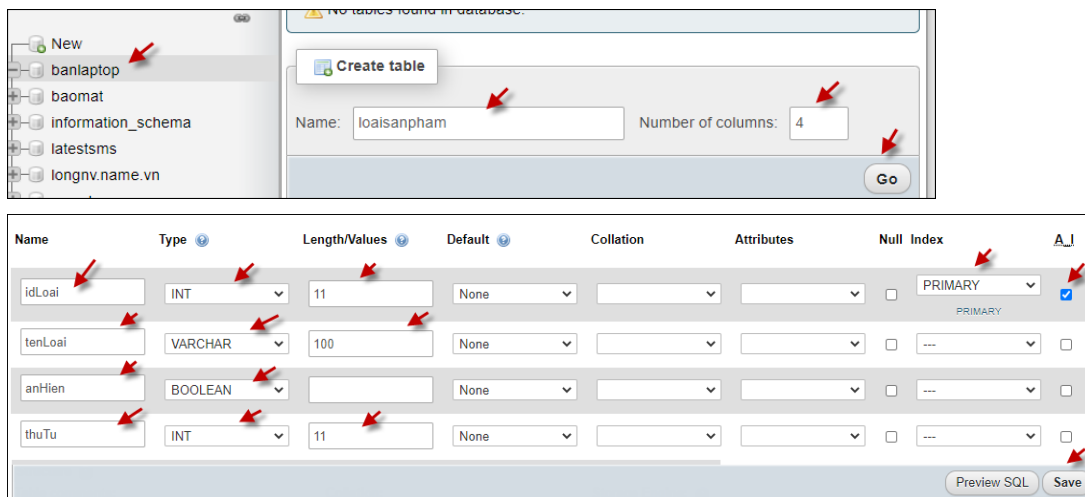 No tables found in database.
New
banlaptop
baomat
information_schema
latestsms
longnv.name.vn
Create table
Name: loaisanpham Number of columns: 4
Go
Name Type Length/Values Default Collation Attributes Null Index A_I
idLoai INT 11 None PRIMARY
PRIMARY
tenLoai VARCHAR 100 None ---
anHien BOOLEAN None ---
thuTu INT 11 None ---
Preview SQL Save